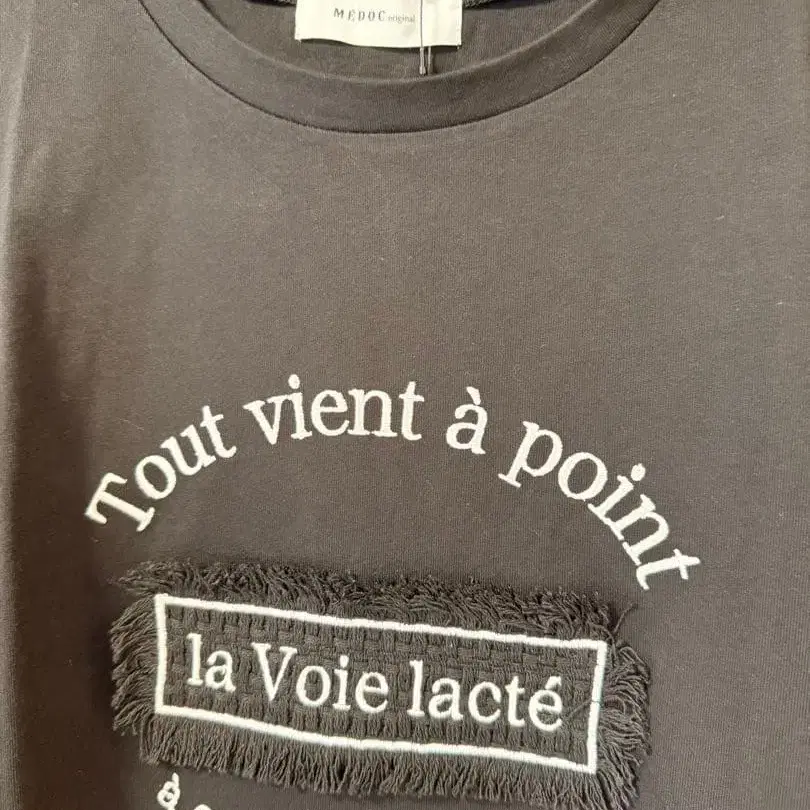 MEDOC original
Tout vient à point
la Voie lacté
à